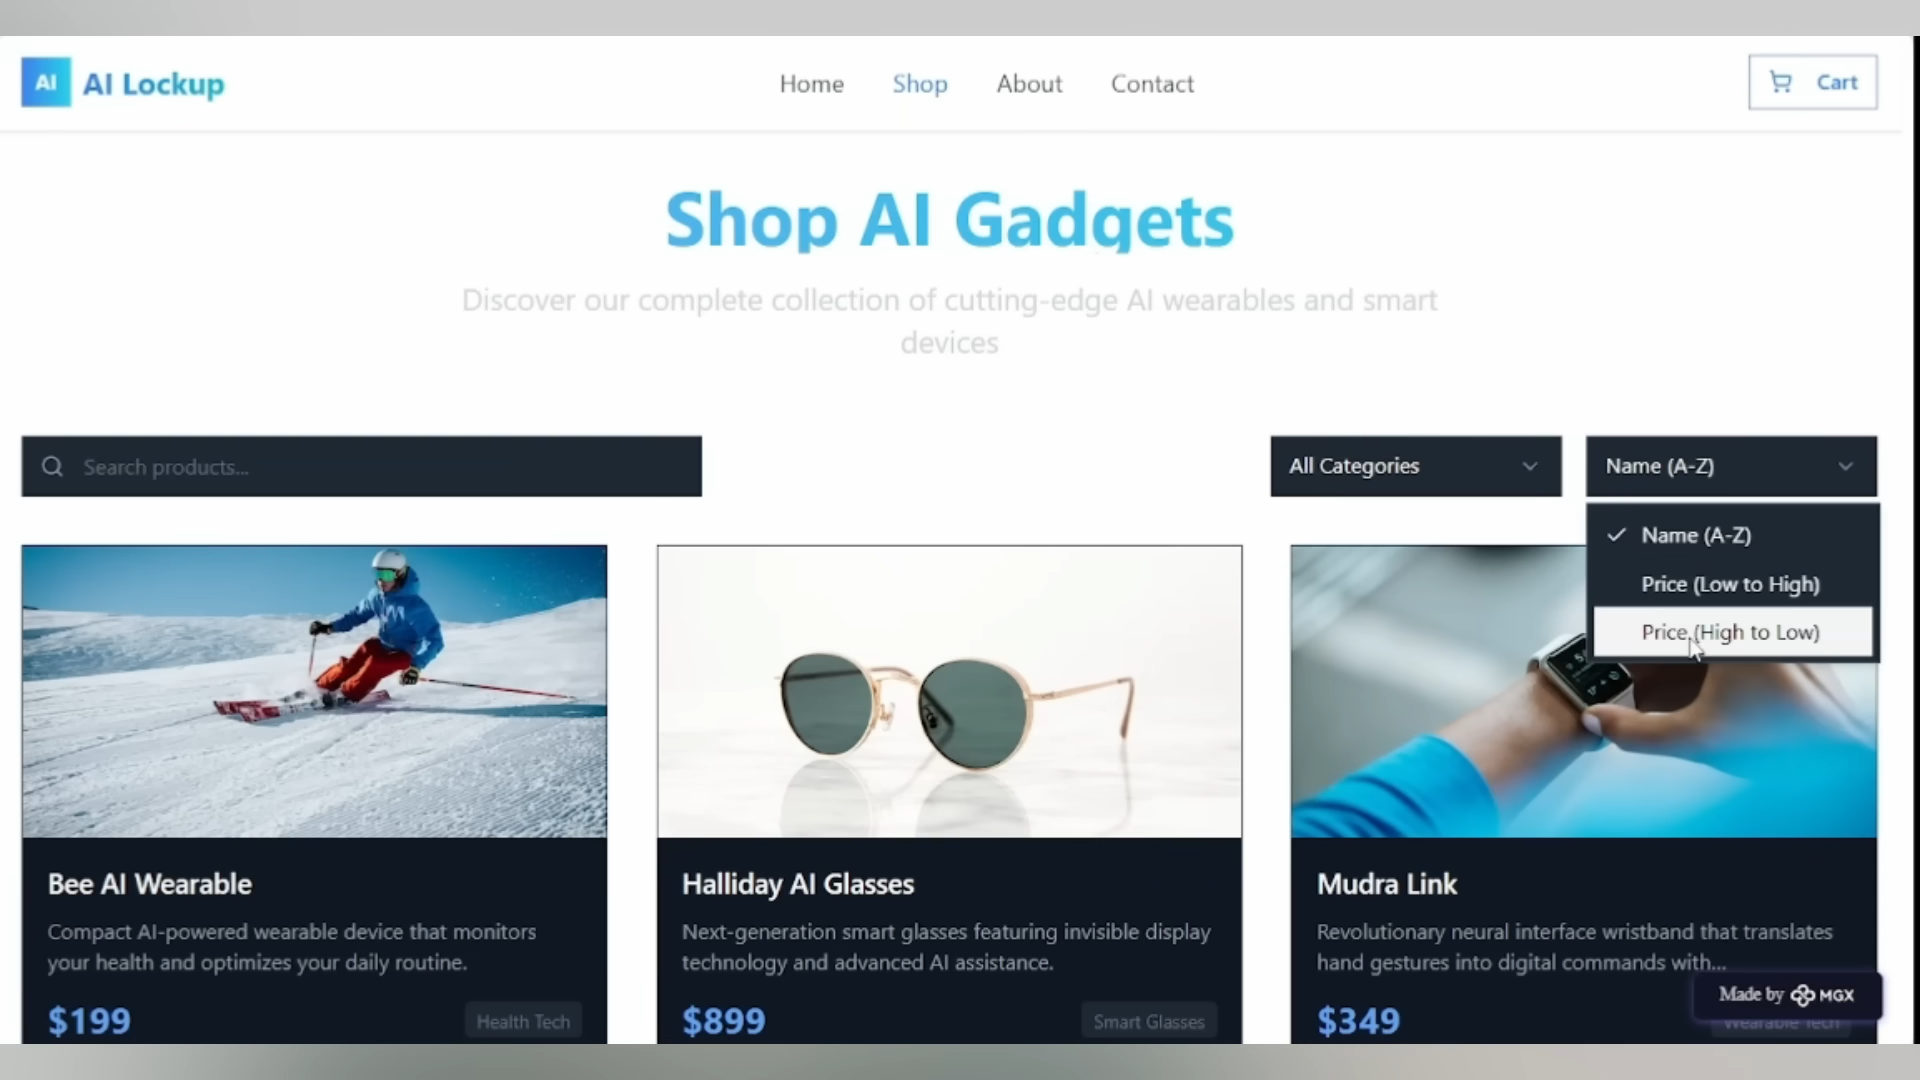 AI AI Lockup
Home Shop About Contact
Cart
Shop AI Gadgets
Discover our complete collection of cutting-edge AI wearables and smart
devices
Search products...
All Categories
Name (A-Z)
Name (A-Z)
Price (Low to High)
Price (High to Low)
Bee AI Wearable
Compact AI-powered wearable device that monitors
your health and optimizes your daily routine.
$199 Health Tech
Halliday AI Glasses
Next-generation smart glasses featuring invisible display
technology and advanced AI assistance.
$899 Smart Glasses
Mudra Link
Revolutionary neural interface wristband that translates
hand gestures into digital commands with...
$349 Wearable Tech
Made by MGX